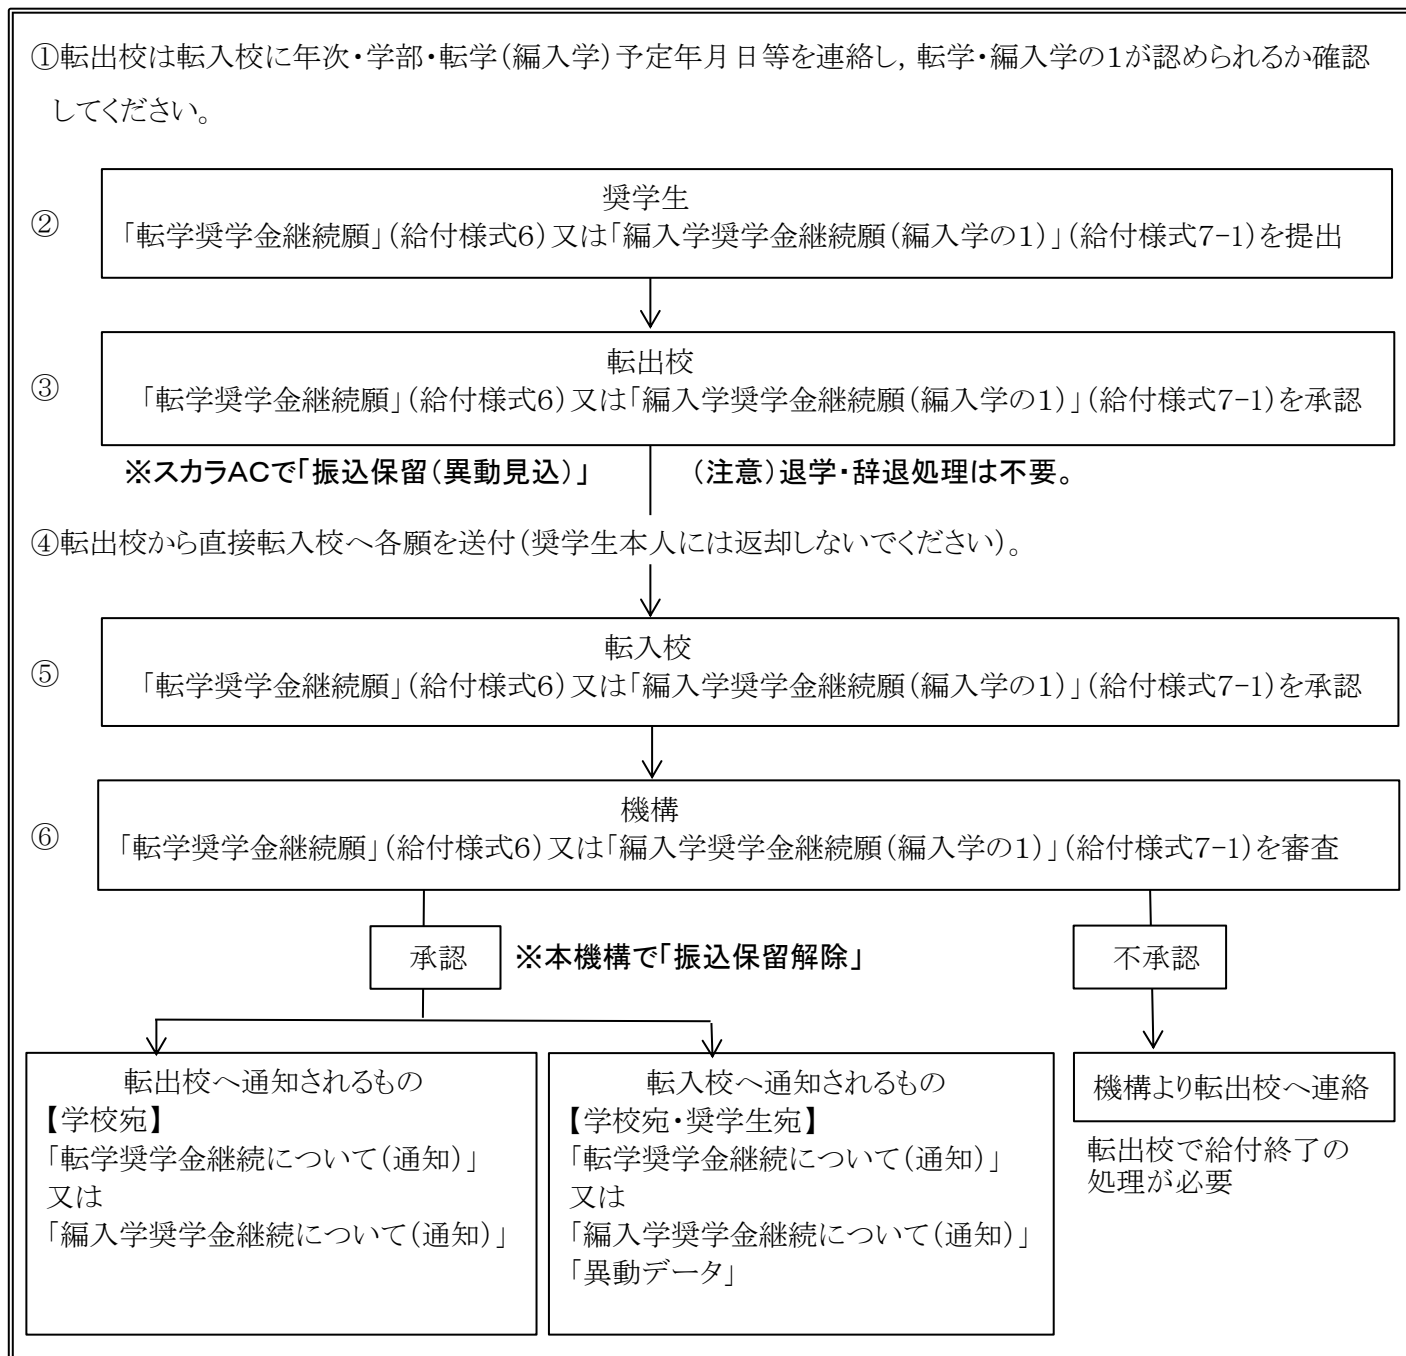 ①転出校は転入校に年次・学部・転学(編入学)予定年月日等を連絡し,転学・編入学の1が認められるか確認
してください。
②
奨学生
「転学奨学金継続願」(給付様式6)又は「編入学奨学金継続願(編入学の1)」(給付様式7-1)を提出
③
転出校
「転学奨学金継続願」(給付様式6)又は「編入学奨学金継続願(編入学の1)」(給付様式7-1)を承認
※スカラACで「振込保留(異動見込)」 (注意)退学・辞退処理は不要。
④転出校から直接転入校へ各願を送付(奨学生本人には返却しないでください)。
⑤
転入校
「転学奨学金継続願」(給付様式6)又は「編入学奨学金継続願(編入学の1)」(給付様式7-1)を承認
⑥
機構
「転学奨学金継続願」(給付様式6)又は「編入学奨学金継続願(編入学の1)」(給付様式7-1)を審査
承認
※本機構で「振込保留解除」
不承認
転出校へ通知されるもの
【学校宛】
「転学奨学金継続について(通知)」
又は
「編入学奨学金継続について(通知)」
転入校へ通知されるもの
【学校宛・奨学生宛】
「転学奨学金継続について(通知)」
又は
「編入学奨学金継続について(通知)」
「異動データ」
機構より転出校へ連絡
転出校で給付終了の
処理が必要